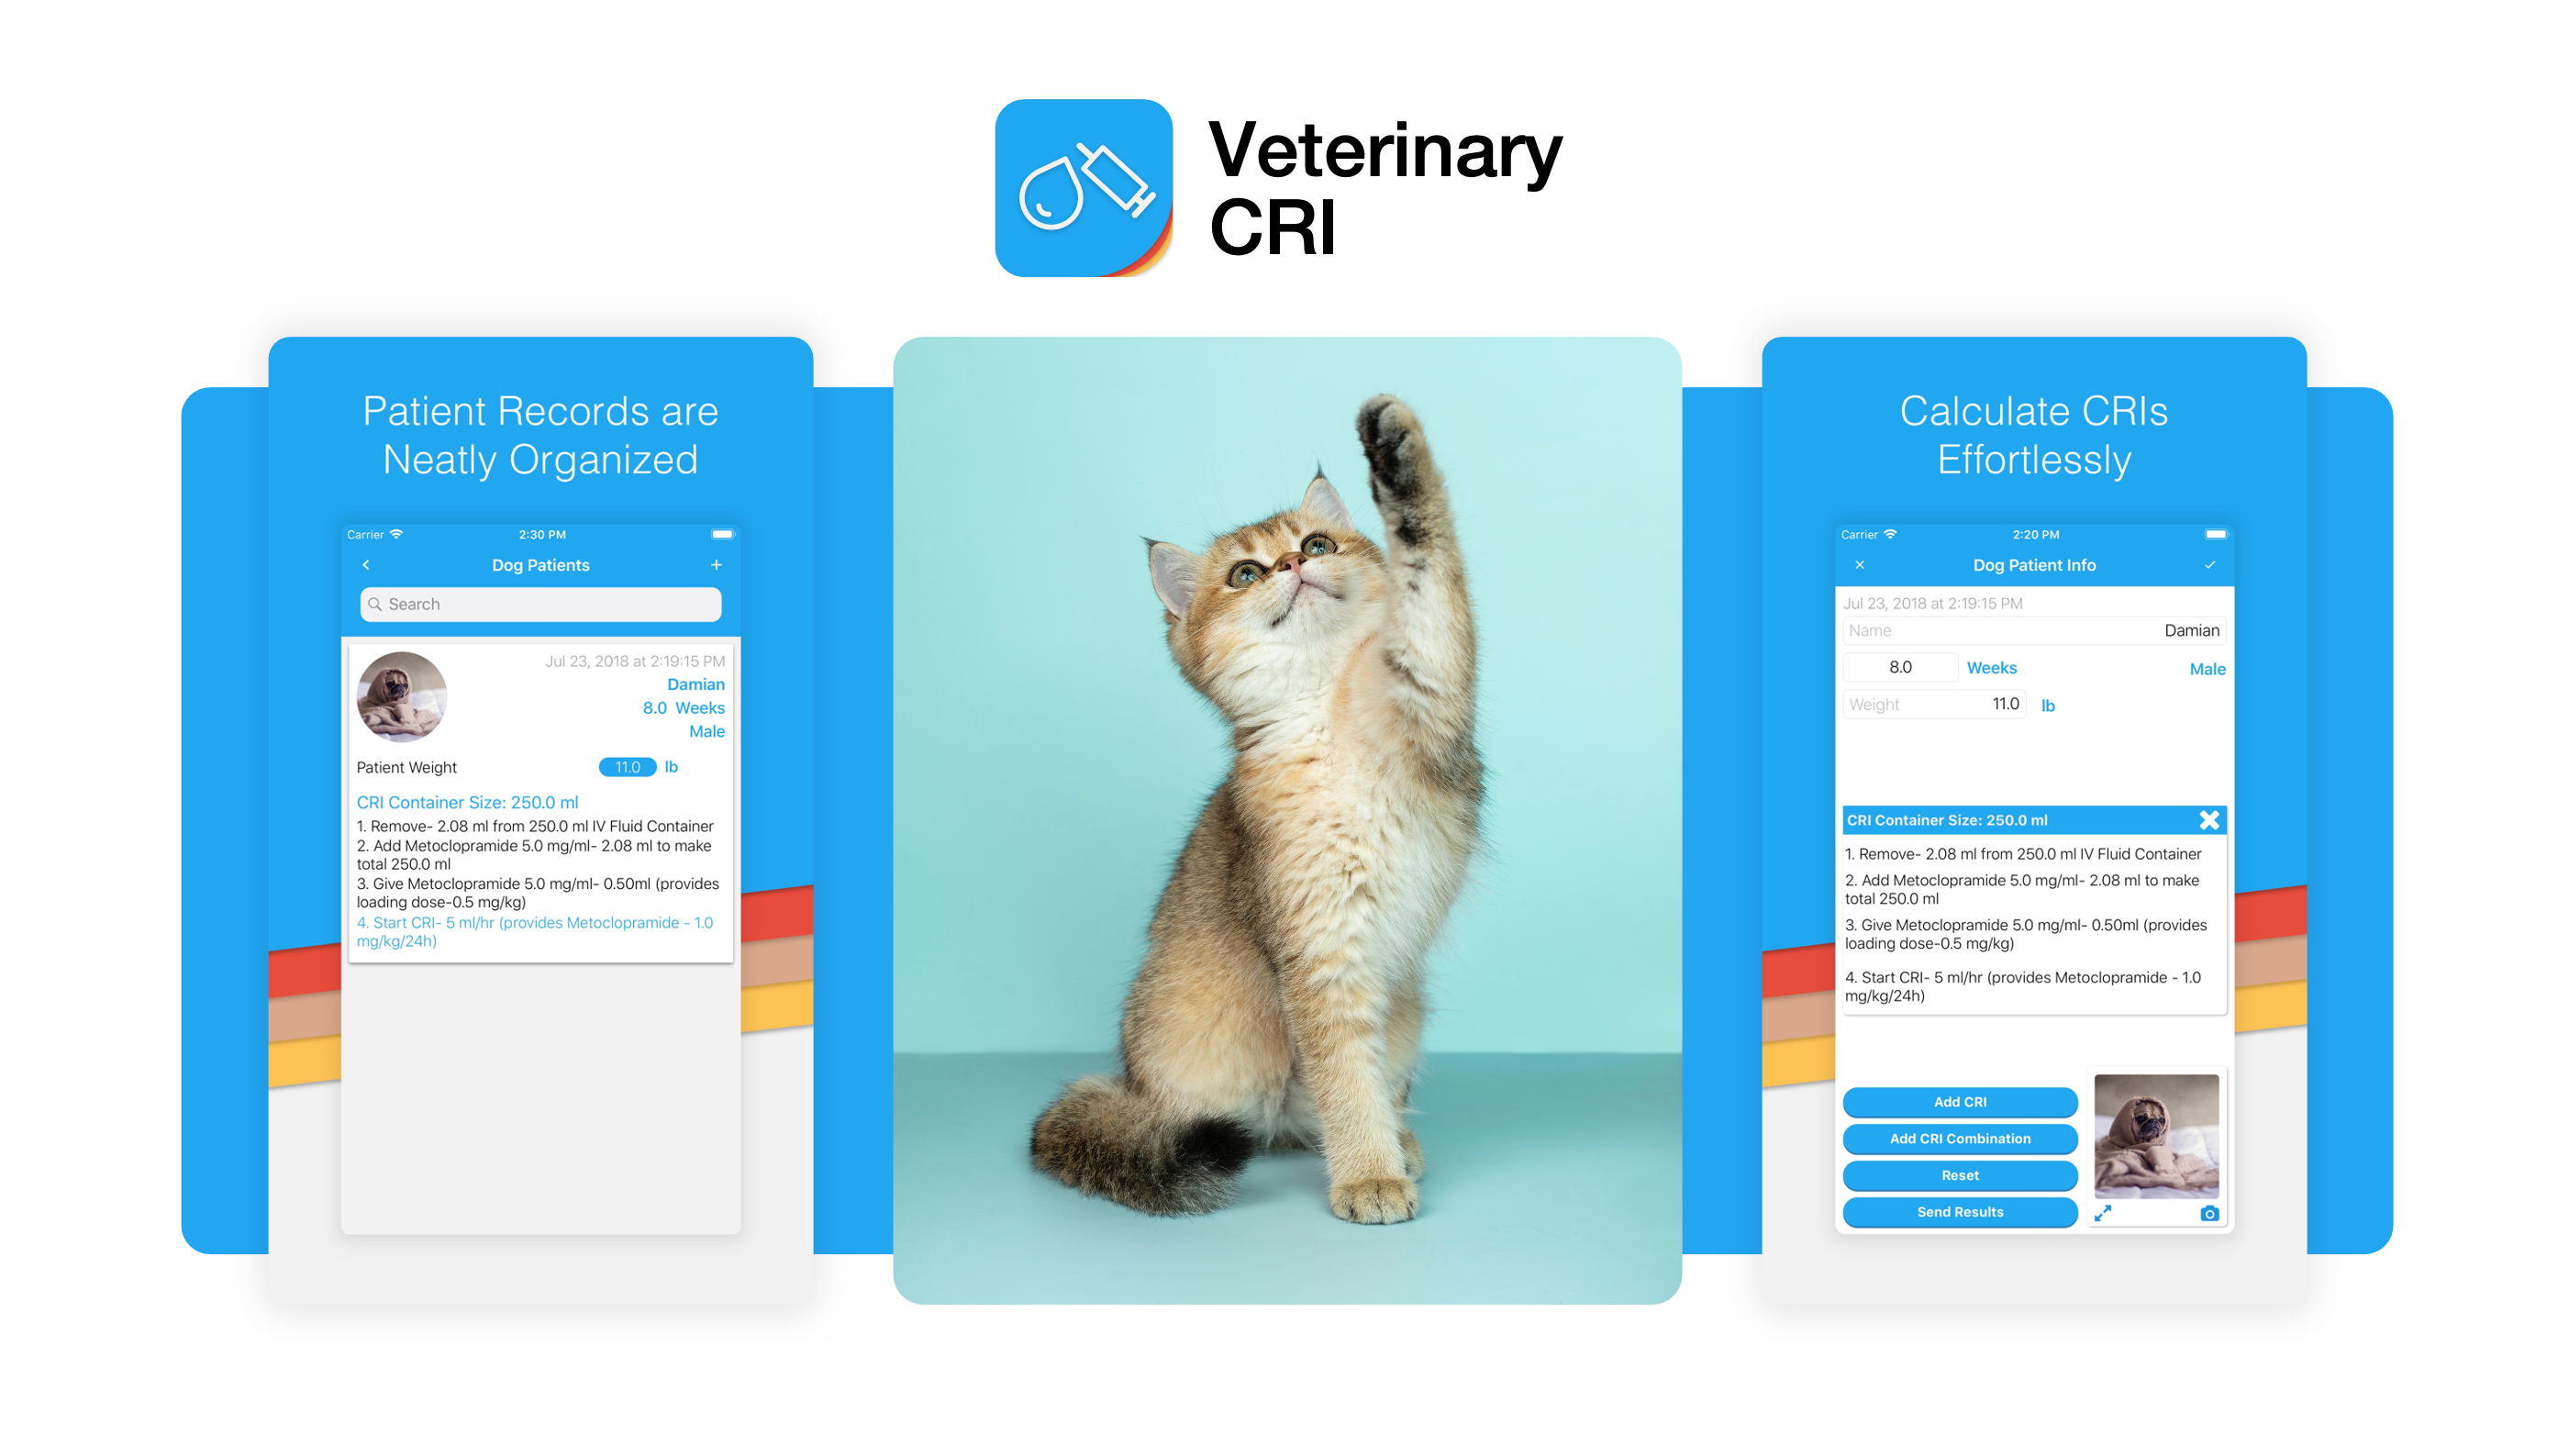 Veterinary
CRI
Patient Records are
Neatly Organized
Carrier
2:30 PM
Dog Patients
Search
Jul 23, 2018 at 2:19:15 PM
Damian
8.0 Weeks
Male
Patient Weight 11.0 lb
CRI Container Size: 250.0 ml
1. Remove- 2.08 ml from 250.0 ml IV Fluid Container
2. Add Metoclopramide 5.0 mg/ml- 2.08 ml to make
total 250.0 ml
3. Give Metoclopramide 5.0 mg/ml- 0.50ml (provides
loading dose-0.5 mg/kg)
4. Start CRI- 5 ml/hr (provides Metoclopramide - 1.0
mg/kg/24h)
Calculate CRIs
Effortlessly
Carrier
2:20 PM
Dog Patient Info
Jul 23, 2018 at 2:19:15 PM
Name Damian
8.0 Weeks Male
Weight 11.0 lb
CRI Container Size: 250.0 ml
1. Remove- 2.08 ml from 250.0 ml IV Fluid Container
2. Add Metoclopramide 5.0 mg/ml- 2.08 ml to make
total 250.0 ml
3. Give Metoclopramide 5.0 mg/ml- 0.50ml (provides
loading dose-0.5 mg/kg)
4. Start CRI- 5 ml/hr (provides Metoclopramide - 1.0
mg/kg/24h)
Add CRI
Add CRI Combination
Reset
Send Results